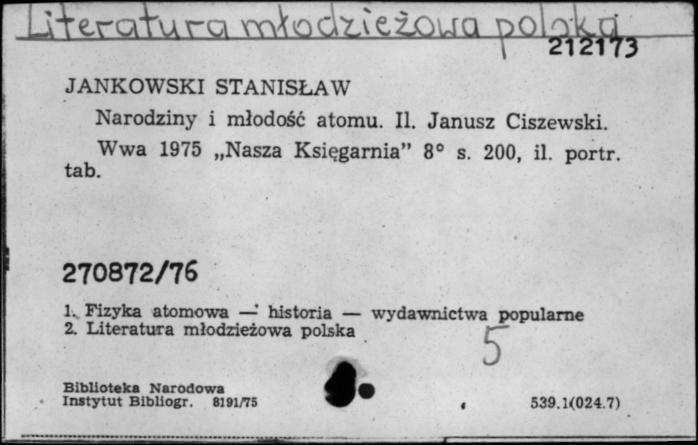 Literatura młodzieżowa polska
212173
JANKOWSKI STANISŁAW
Narodziny i młodość atomu. Il. Janusz Ciszewski.
Wwa 1975 „Nasza Księgarnia” 8° s. 200, il. portr.
tab.
270872/76
1. Fizyka atomowa — historia — wydawnictwa popularne
2. Literatura młodzieżowa polska
5
Biblioteka Narodowa
Instytut Bibliogr. 8191/75
539.1(024.7)